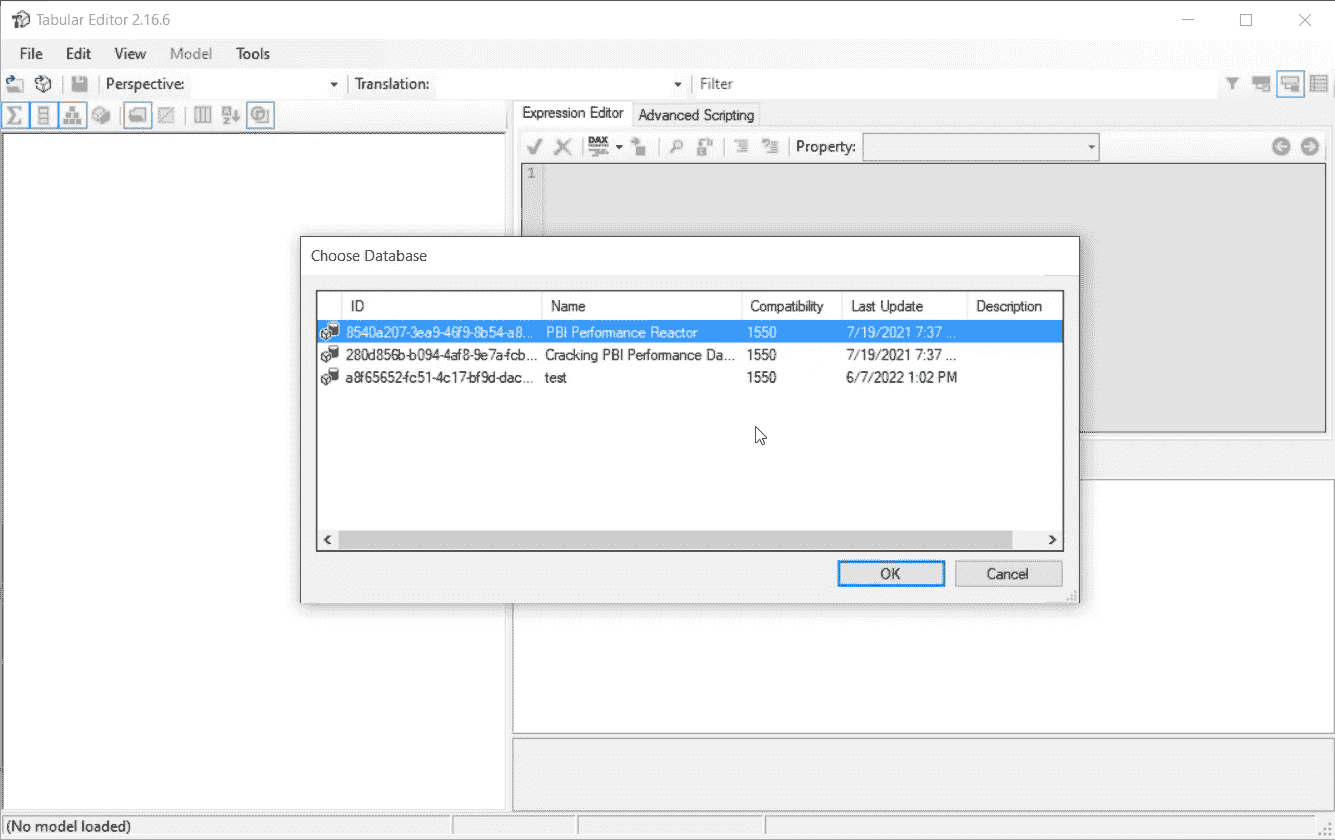 Tabular Editor 2.16.6
File Edit View Model Tools
Perspective: Translation: Filter
Expression Editor Advanced Scripting
DAX Property:
1
Choose Database
ID Name Compatibility Last Update Description
8540a207-3ea9-46f9-8b54-a8... PBI Performance Reactor 1550 7/19/2021 7:37 ...
280d856b-b094-4af8-9e7a-fcb... Cracking PBI Performance Da... 1550 7/19/2021 7:37 ...
a8f65652-fc51-4c17-bf9d-dac... test 1550 6/7/2022 1:02 PM
OK Cancel
(No model loaded)